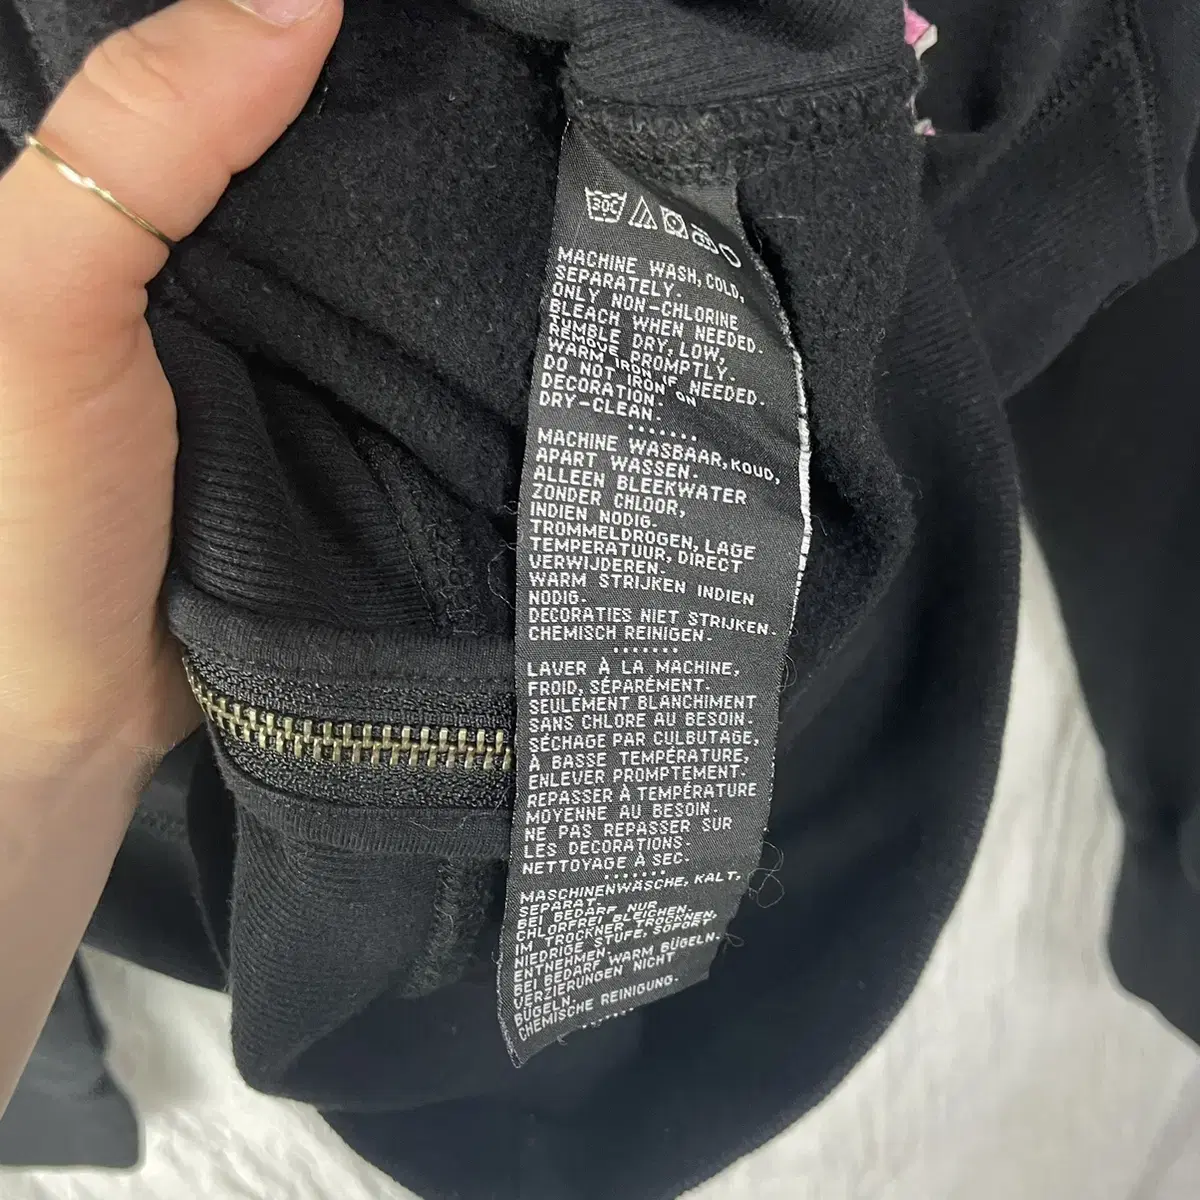 30C
MACHINE WASH, COLD,
SEPARATELY.
ONLY NON-CHLORINE
BLEACH WHEN NEEDED.
TUMBLE DRY, LOW,
REMOVE PROMPTLY.
WARM IRON IF NEEDED.
DO NOT IRON ON
DECORATION.
DRY-CLEAN.
MACHINE WASBAAR, KOUD,
APART WASSEN.
ALLEEN BLEEKWATER
ZONDER CHLOOR,
INDIEN NODIG.
TROMMELDROGEN, LAGE
TEMPERATUUR, DIRECT
VERWIJDEREN.
WARM STRIJKEN INDIEN
NODIG.
DECORATIES NIET STRIJKEN.
CHEMISCH REINIGEN.
LAVER À LA MACHINE,
FROID, SÉPARÉMENT.
SEULEMENT BLANCHIMENT
SANS CHLORE AU BESOIN.
SÉCHAGE PAR CULBUTAGE,
À BASSE TEMPÉRATURE,
ENLEVER PROMPTEMENT.
REPASSER À TEMPÉRATURE
MOYENNE AU BESOIN.
NE PAS REPASSER SUR
LES DECORATIONS.
NETTOYAGE À SEC.
MASCHINENWÄSCHE, KALT,
SEPARAT.
BEI BEDARF NUR
CHLORFREI BLEICHEN.
IM TROCKNER TROCKNEN,
NIEDRIGE STUFE, SOFORT
ENTNEHMEN.
BEI BEDARF WARM BÜGELN.
VERZIERUNGEN NICHT
BÜGELN.
CHEMISCHE REINIGUNG.